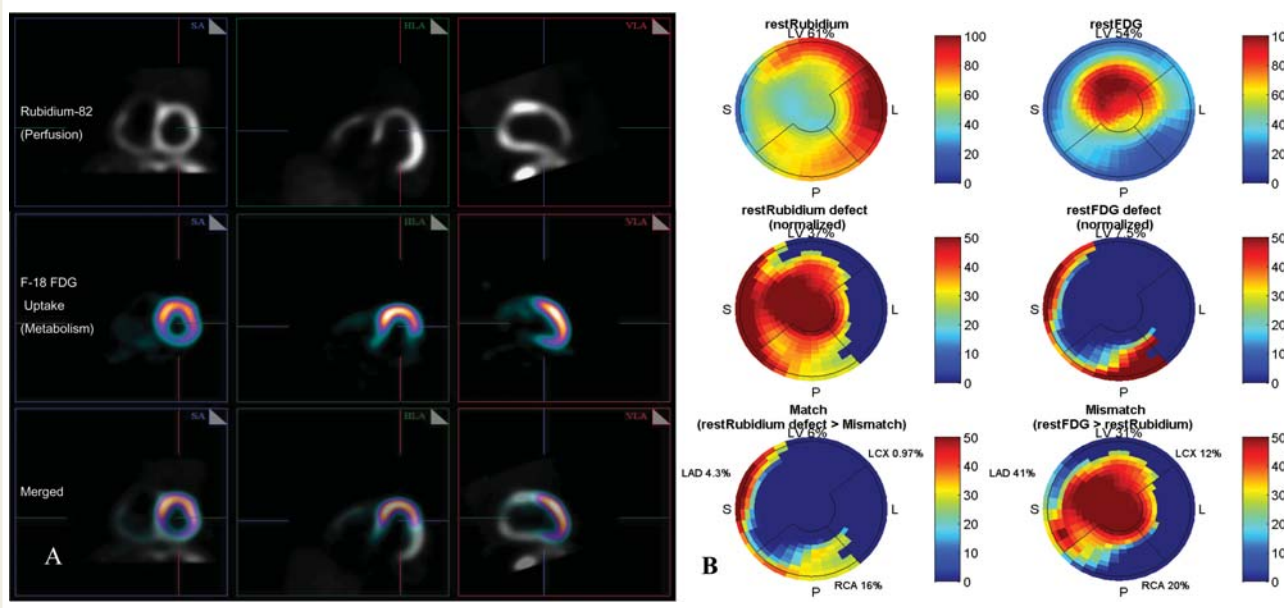 SA
HLA
VLA
Rubidium-82
(Perfusion)
SA
HLA
VLA
F-18 FDG
Uptake
(Metabolism)
SA
HLA
VLA
Merged
A
restRubidium
LV 61%
S
L
P
100
80
60
40
20
0
restFDG
LV 54%
S
L
P
100
80
60
40
20
0
restRubidium defect
(normalized)
LV 37%
S
L
P
50
40
30
20
10
0
restFDG defect
(normalized)
LV 7.5%
S
L
P
50
40
30
20
10
0
Match
(restRubidium defect > Mismatch)
LV 6%
LCX 0.97%
LAD 4.3%
S
L
RCA 16%
P
50
40
30
20
10
0
Mismatch
(restFDG > restRubidium)
LV 31%
LCX 12%
LAD 41%
S
L
RCA 20%
P
50
40
30
20
10
0
B